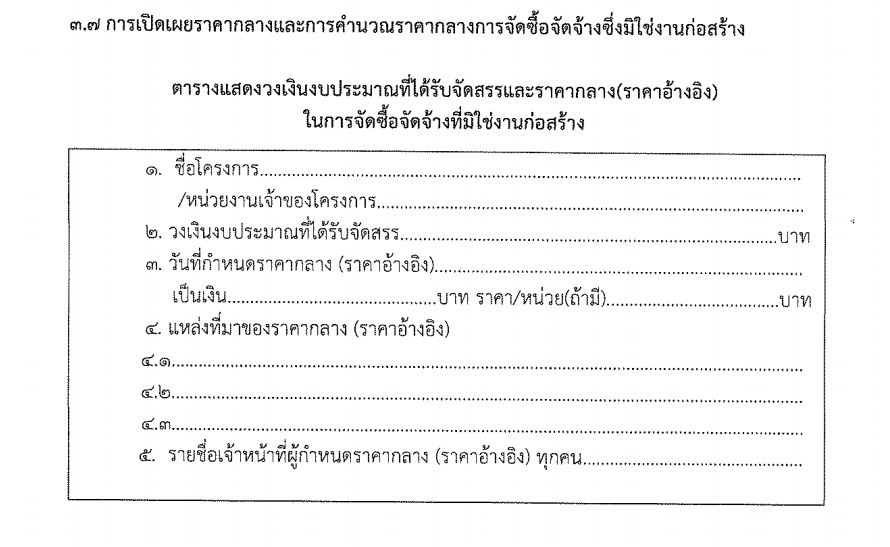 ๓.๗ การเปิดเผยราคากลางและการคำนวณราคากลางการจัดซื้อจัดจ้างซึ่งมิใช่งานก่อสร้าง
ตารางแสดงวงเงินงบประมาณที่ได้รับจัดสรรและราคากลาง(ราคาอ้างอิง)
ในการจัดซื้อจัดจ้างที่มิใช่งานก่อสร้าง
๑. ชื่อโครงการ....................................................................................................
/หน่วยงานเจ้าของโครงการ................................................................................
๒. วงเงินงบประมาณที่ได้รับจัดสรร......................................................................บาท
๓. วันที่กำหนดราคากลาง (ราคาอ้างอิง)....................................................................
เป็นเงิน.......................................บาท ราคา/หน่วย(ถ้ามี)................................บาท
๔. แหล่งที่มาของราคากลาง (ราคาอ้างอิง)
๔.๑....................................................................................................................
๔.๒....................................................................................................................
๔.๓....................................................................................................................
๕. รายชื่อเจ้าหน้าที่ผู้กำหนดราคากลาง (ราคาอ้างอิง) ทุกคน.........................................